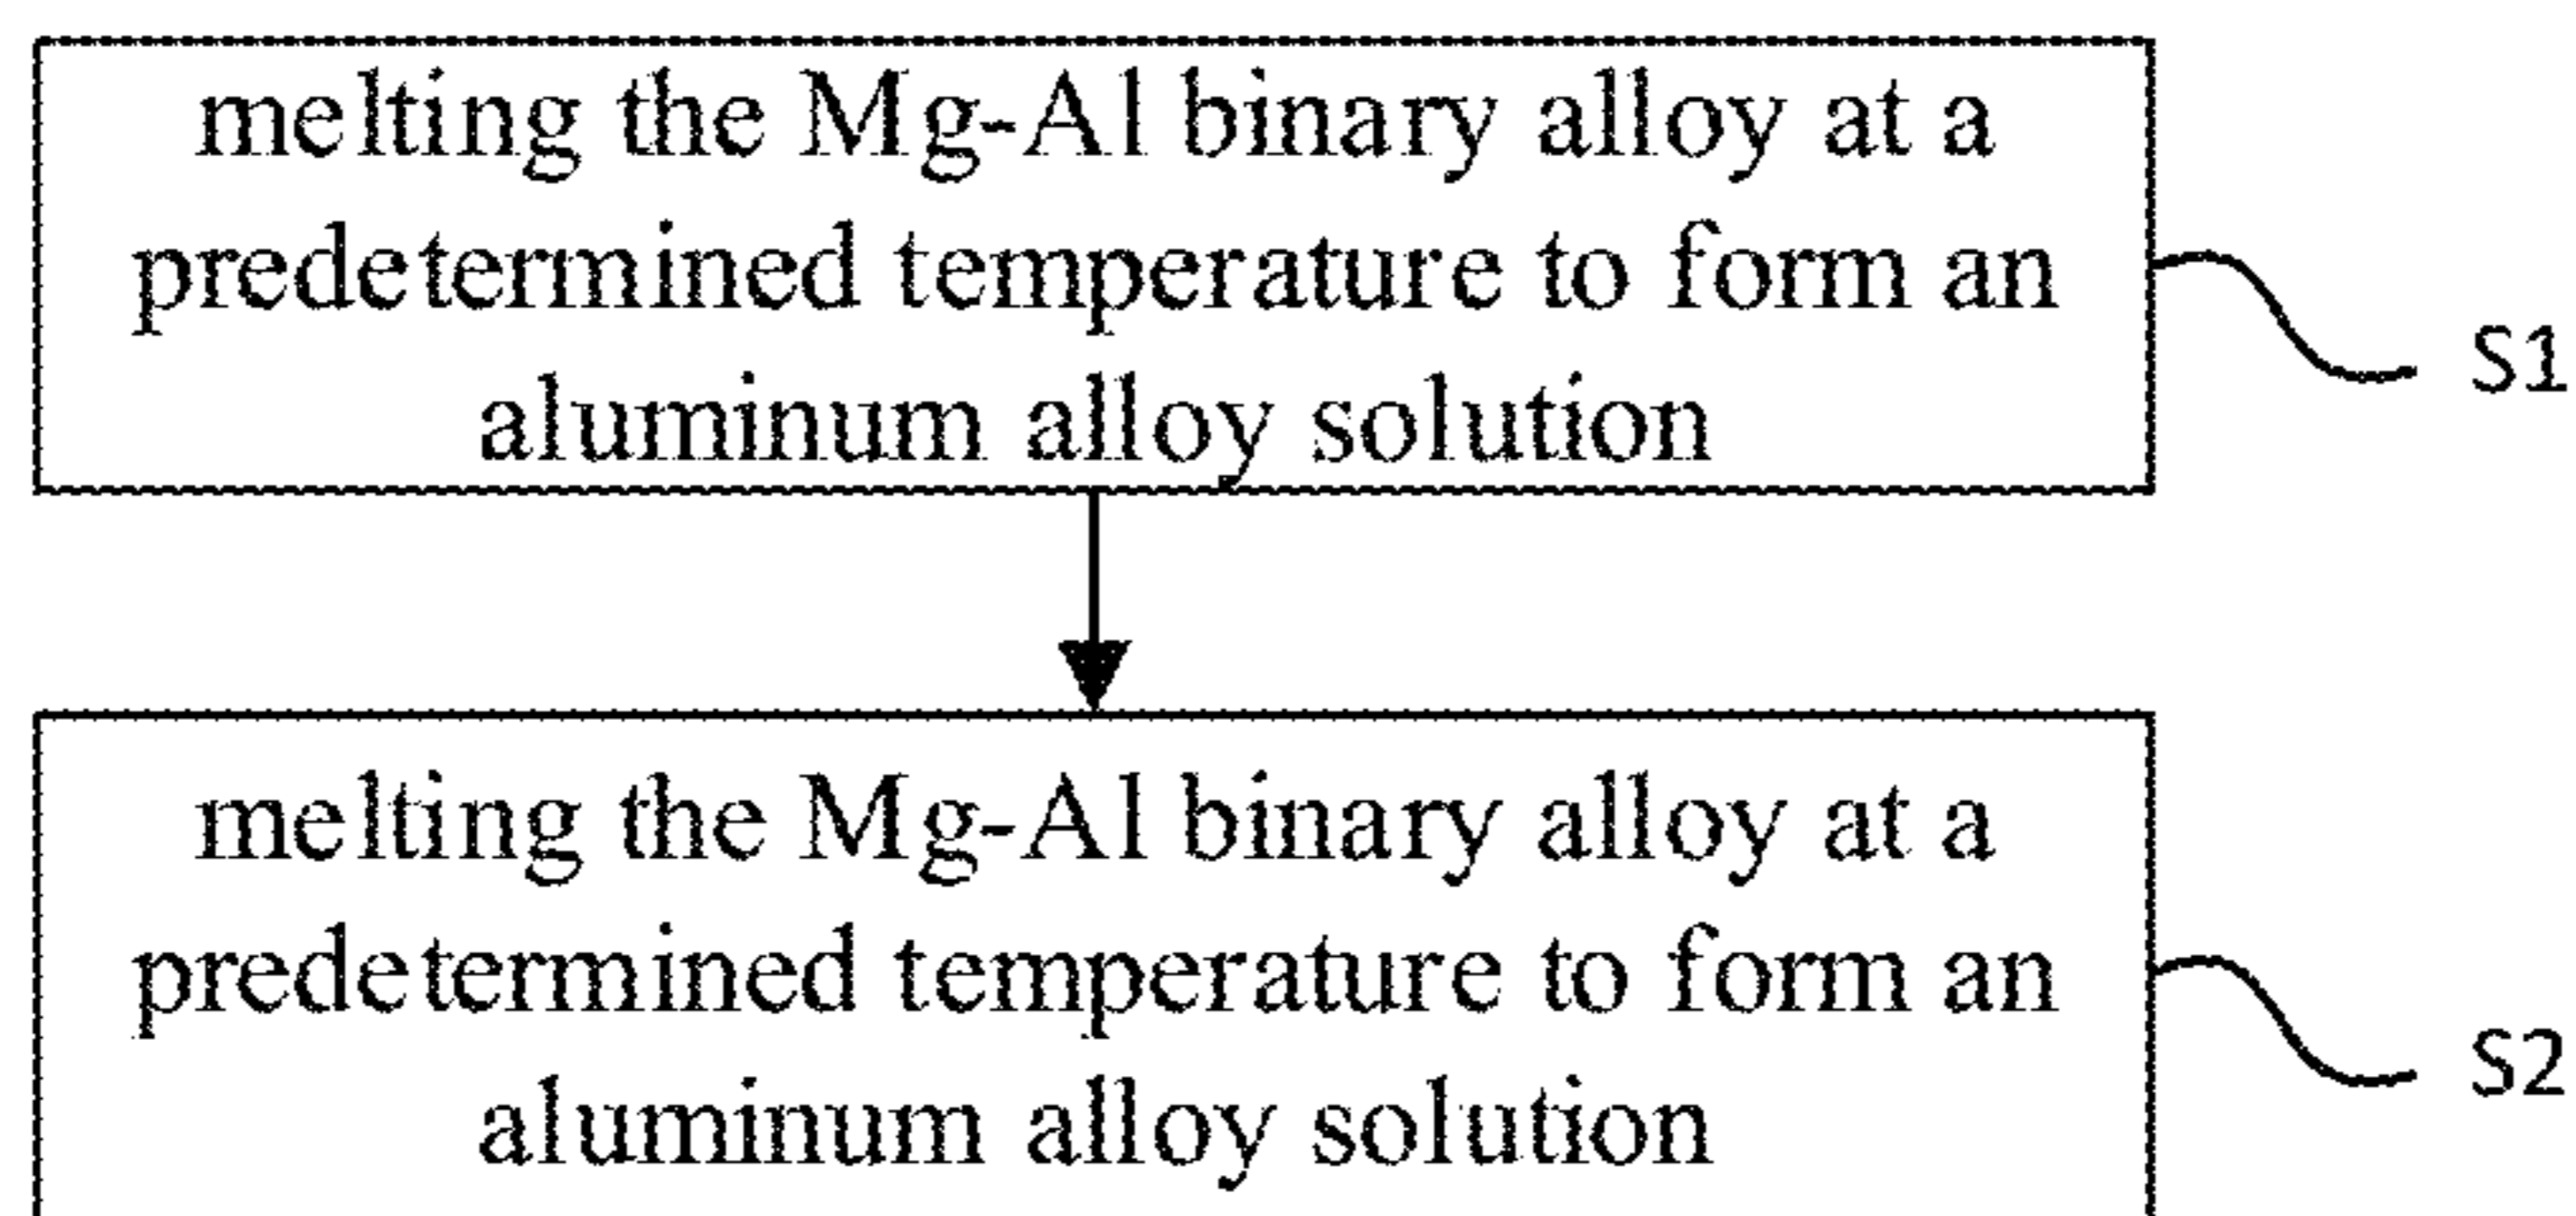 melting the Mg-Al binary alloy at a
predetermined temperature to form an
aluminum alloy solution
S1
melting the Mg-Al binary alloy at a
predetermined temperature to form an
aluminum alloy solution
S2